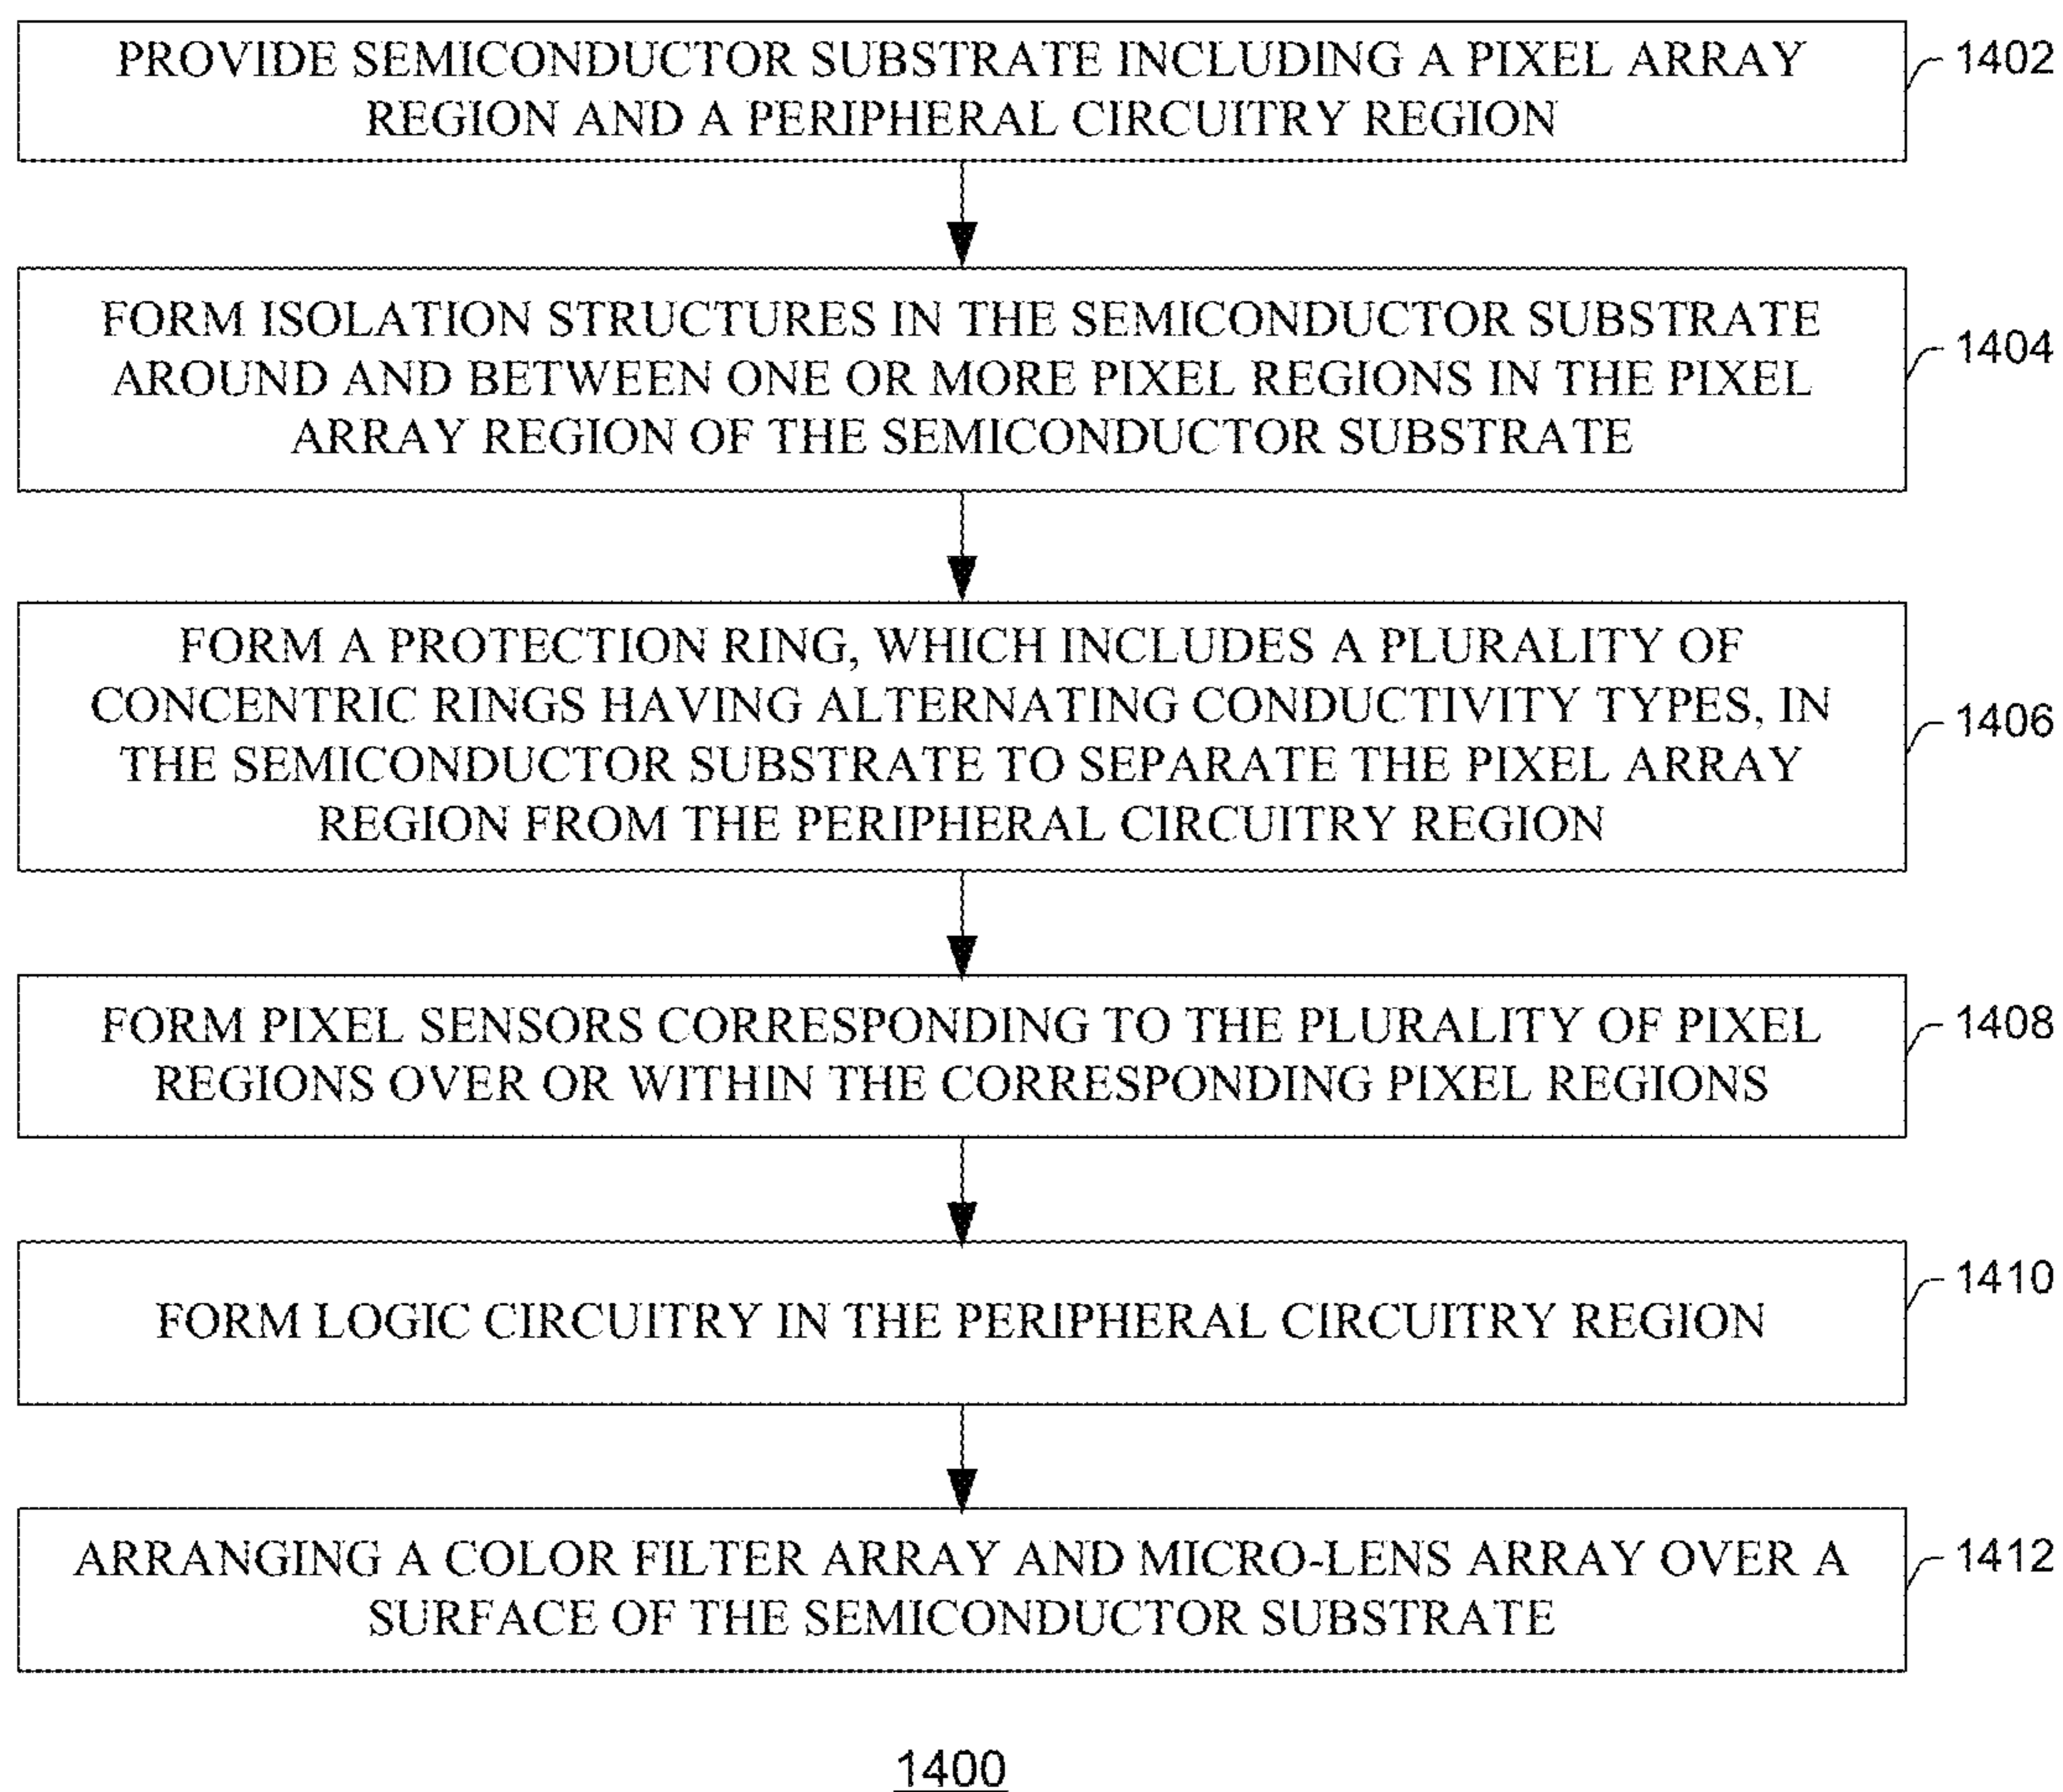 PROVIDE SEMICONDUCTOR SUBSTRATE INCLUDING A PIXEL ARRAY
REGION AND A PERIPHERAL CIRCUITRY REGION
1402
FORM ISOLATION STRUCTURES IN THE SEMICONDUCTOR SUBSTRATE
AROUND AND BETWEEN ONE OR MORE PIXEL REGIONS IN THE PIXEL
ARRAY REGION OF THE SEMICONDUCTOR SUBSTRATE
1404
FORM A PROTECTION RING, WHICH INCLUDES A PLURALITY OF
CONCENTRIC RINGS HAVING ALTERNATING CONDUCTIVITY TYPES, IN
THE SEMICONDUCTOR SUBSTRATE TO SEPARATE THE PIXEL ARRAY
REGION FROM THE PERIPHERAL CIRCUITRY REGION
1406
FORM PIXEL SENSORS CORRESPONDING TO THE PLURALITY OF PIXEL
REGIONS OVER OR WITHIN THE CORRESPONDING PIXEL REGIONS
1408
FORM LOGIC CIRCUITRY IN THE PERIPHERAL CIRCUITRY REGION
1410
ARRANGING A COLOR FILTER ARRAY AND MICRO-LENS ARRAY OVER A
SURFACE OF THE SEMICONDUCTOR SUBSTRATE
1412
1400